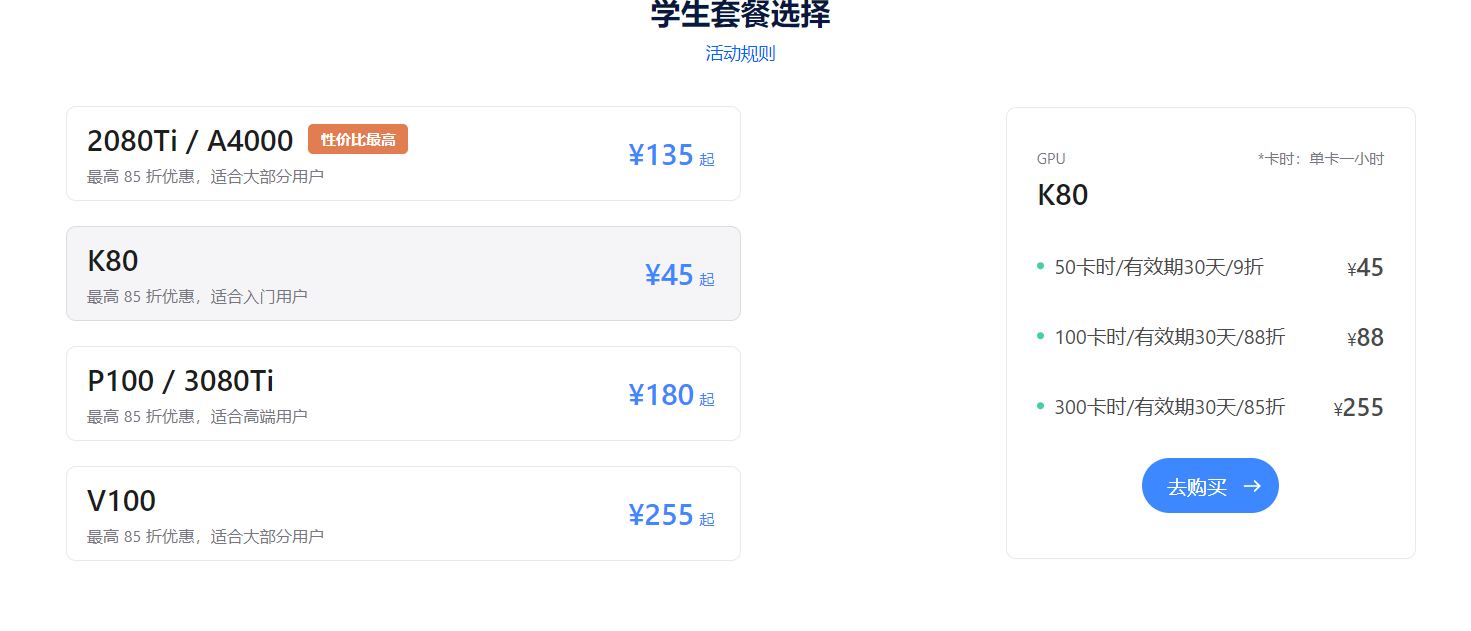 学生套餐选择
活动规则
2080Ti / A4000 性价比最高
最高 85 折优惠，适合大部分用户
¥135 起
K80
最高 85 折优惠，适合入门用户
¥45 起
P100 / 3080Ti
最高 85 折优惠，适合高端用户
¥180 起
V100
最高 85 折优惠，适合大部分用户
¥255 起
GPU *卡时：单卡一小时
K80
50卡时/有效期30天/9折 ¥45
100卡时/有效期30天/88折 ¥88
300卡时/有效期30天/85折 ¥255
去购买 →